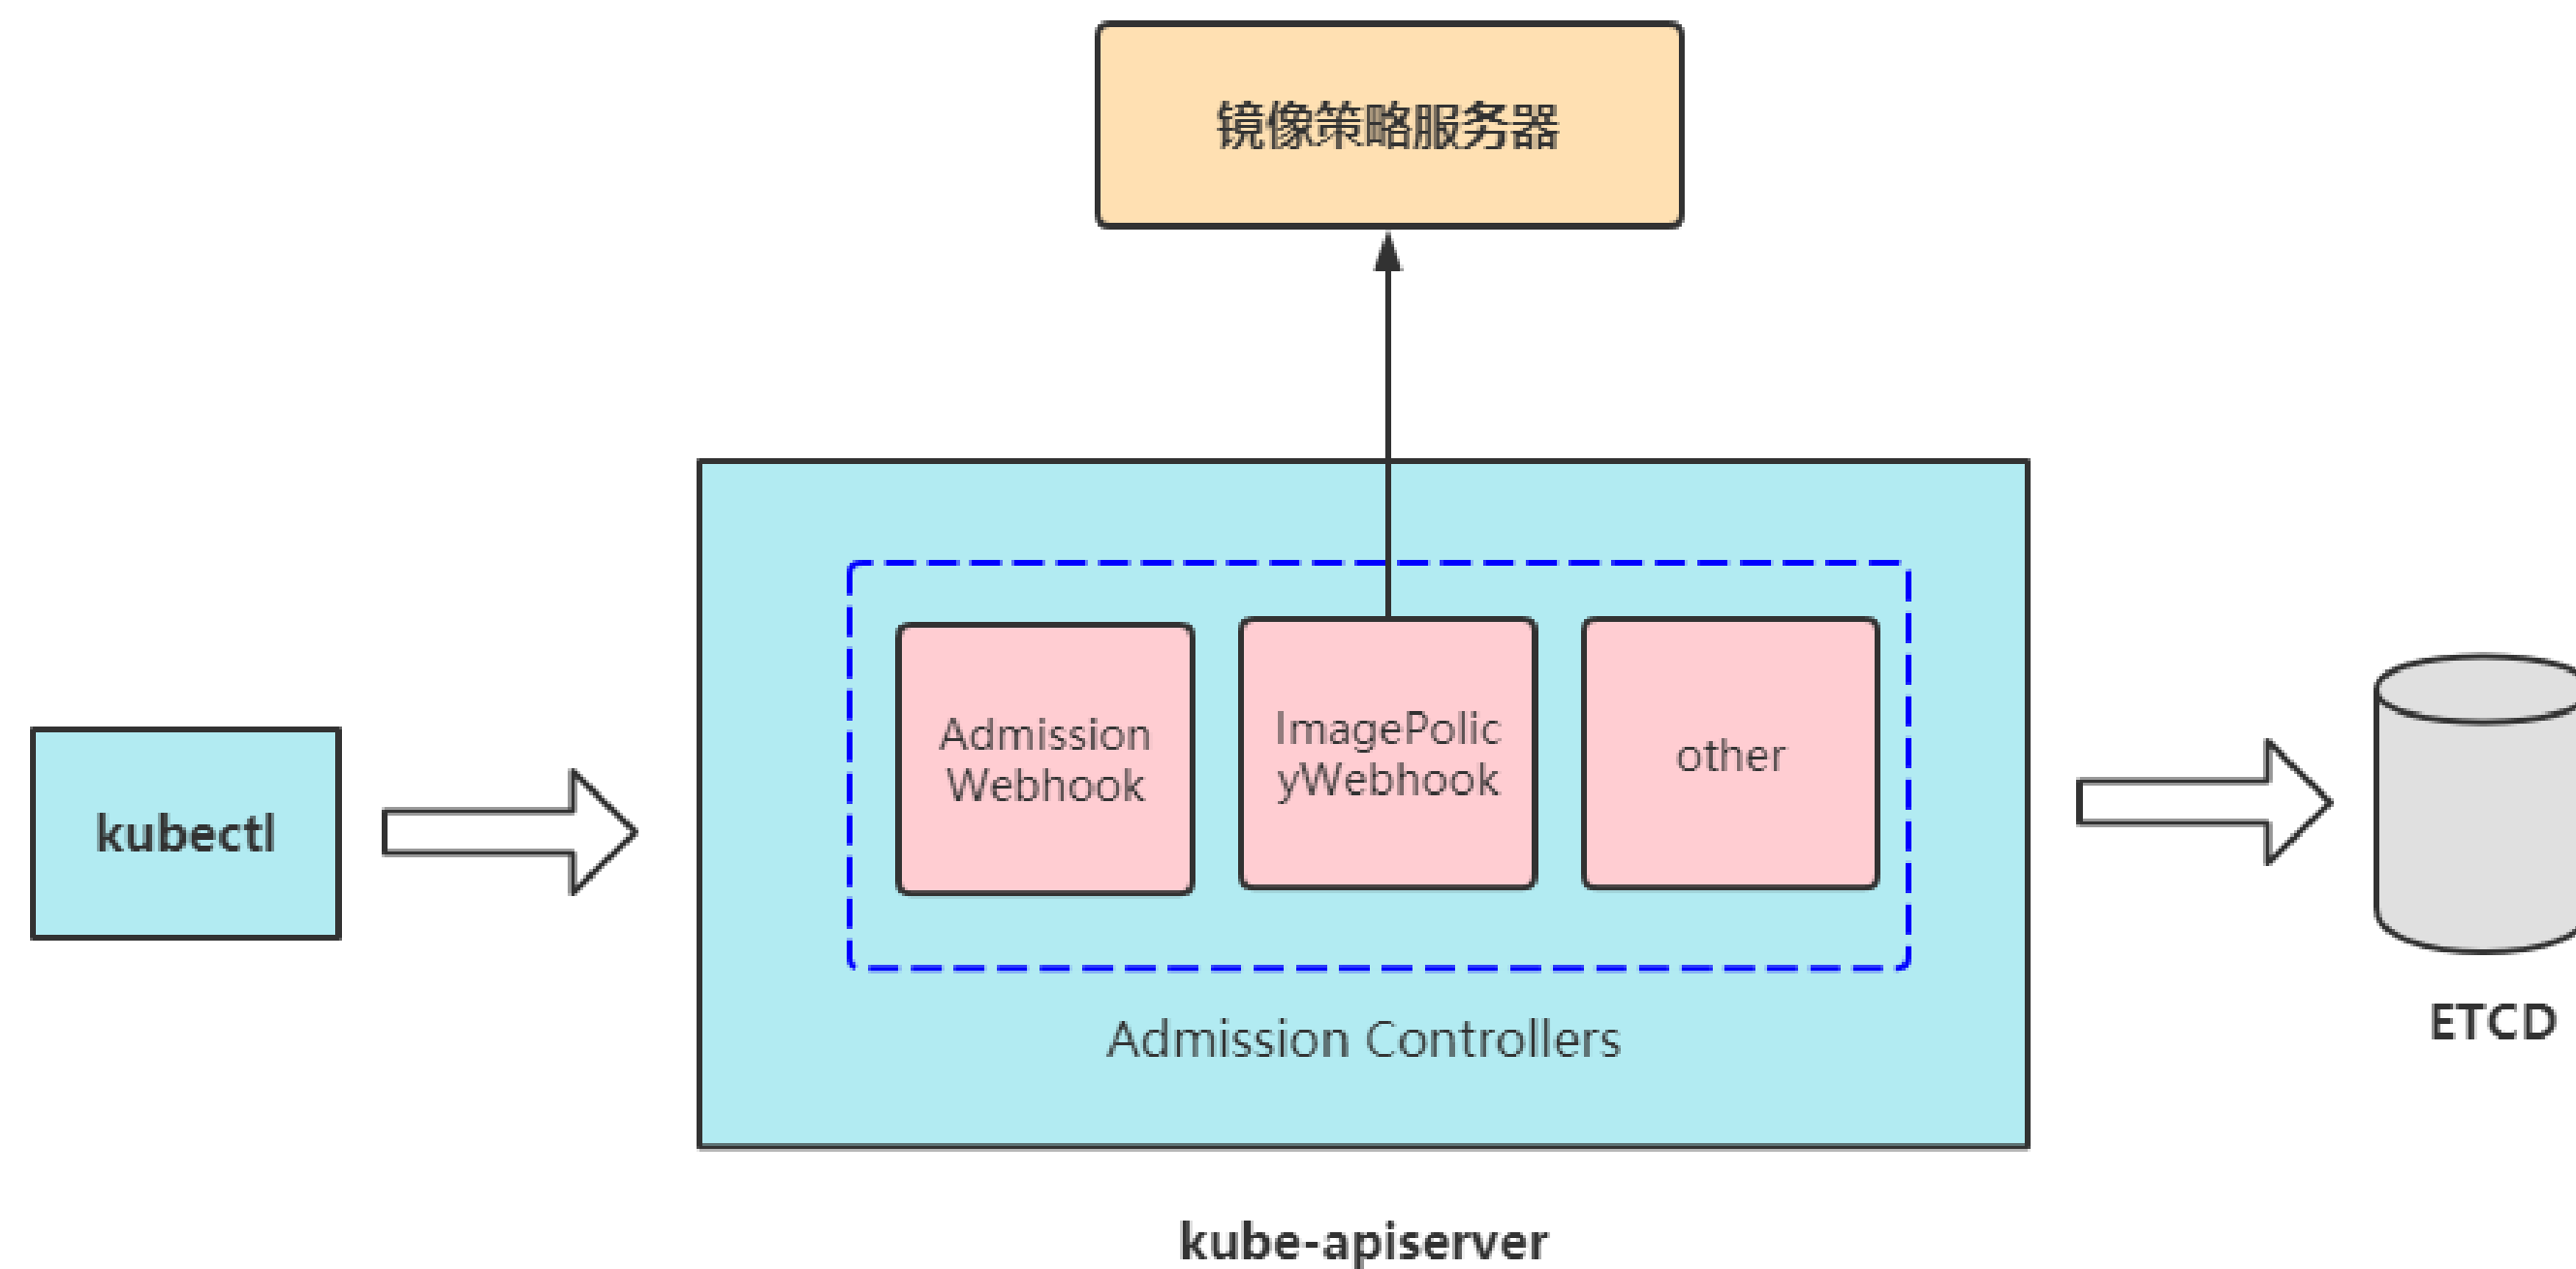 镜像策略服务器
Admission
Webhook
ImagePolic
yWebhook
other
kubectl
Admission Controllers
ETCD
kube-apiserver